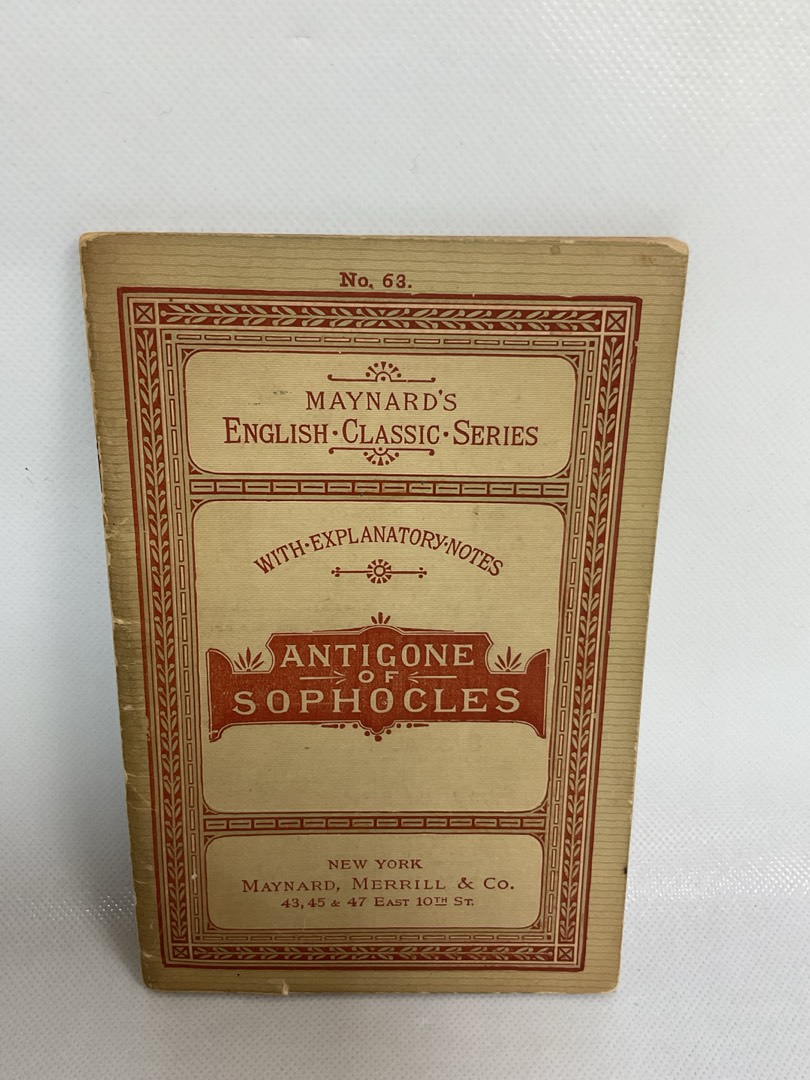 No. 63.
MAYNARD'S
ENGLISH·CLASSIC·SERIES
WITH·EXPLANATORY·NOTES
ANTIGONE
OF
SOPHOCLES
NEW YORK
MAYNARD, MERRILL & CO.
43, 45 & 47 EAST 10TH ST.